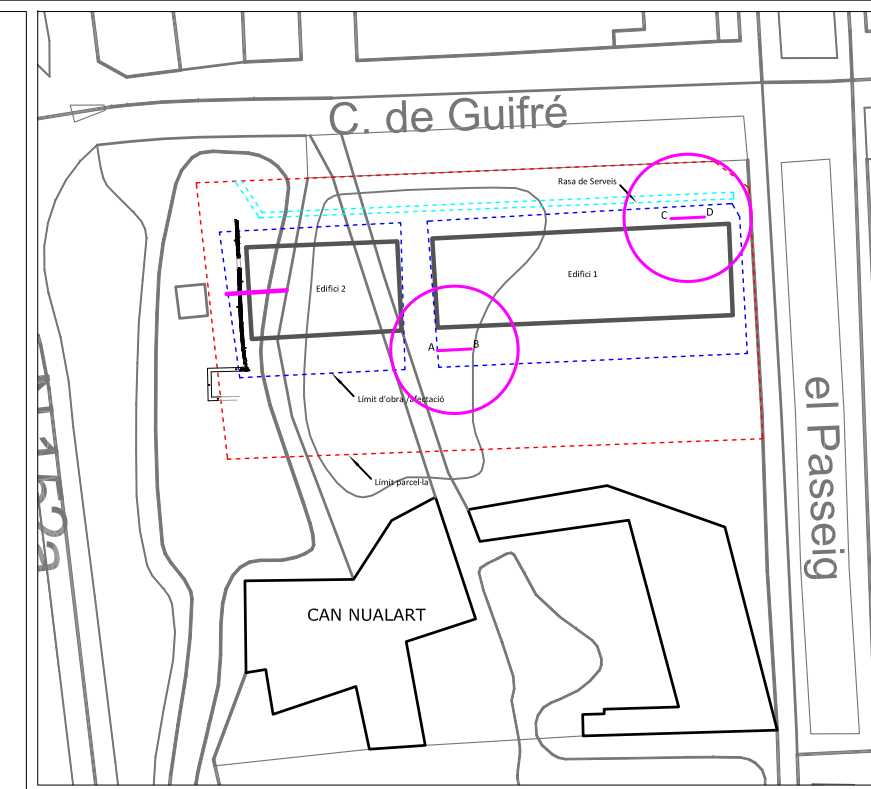 C. de Guifré
Rasa de Serveis
C D
Edifici 2
Edifici 1
A B
Límit d'obra /afectació
Límit parcel·la
el Passeig
CAN NUALART